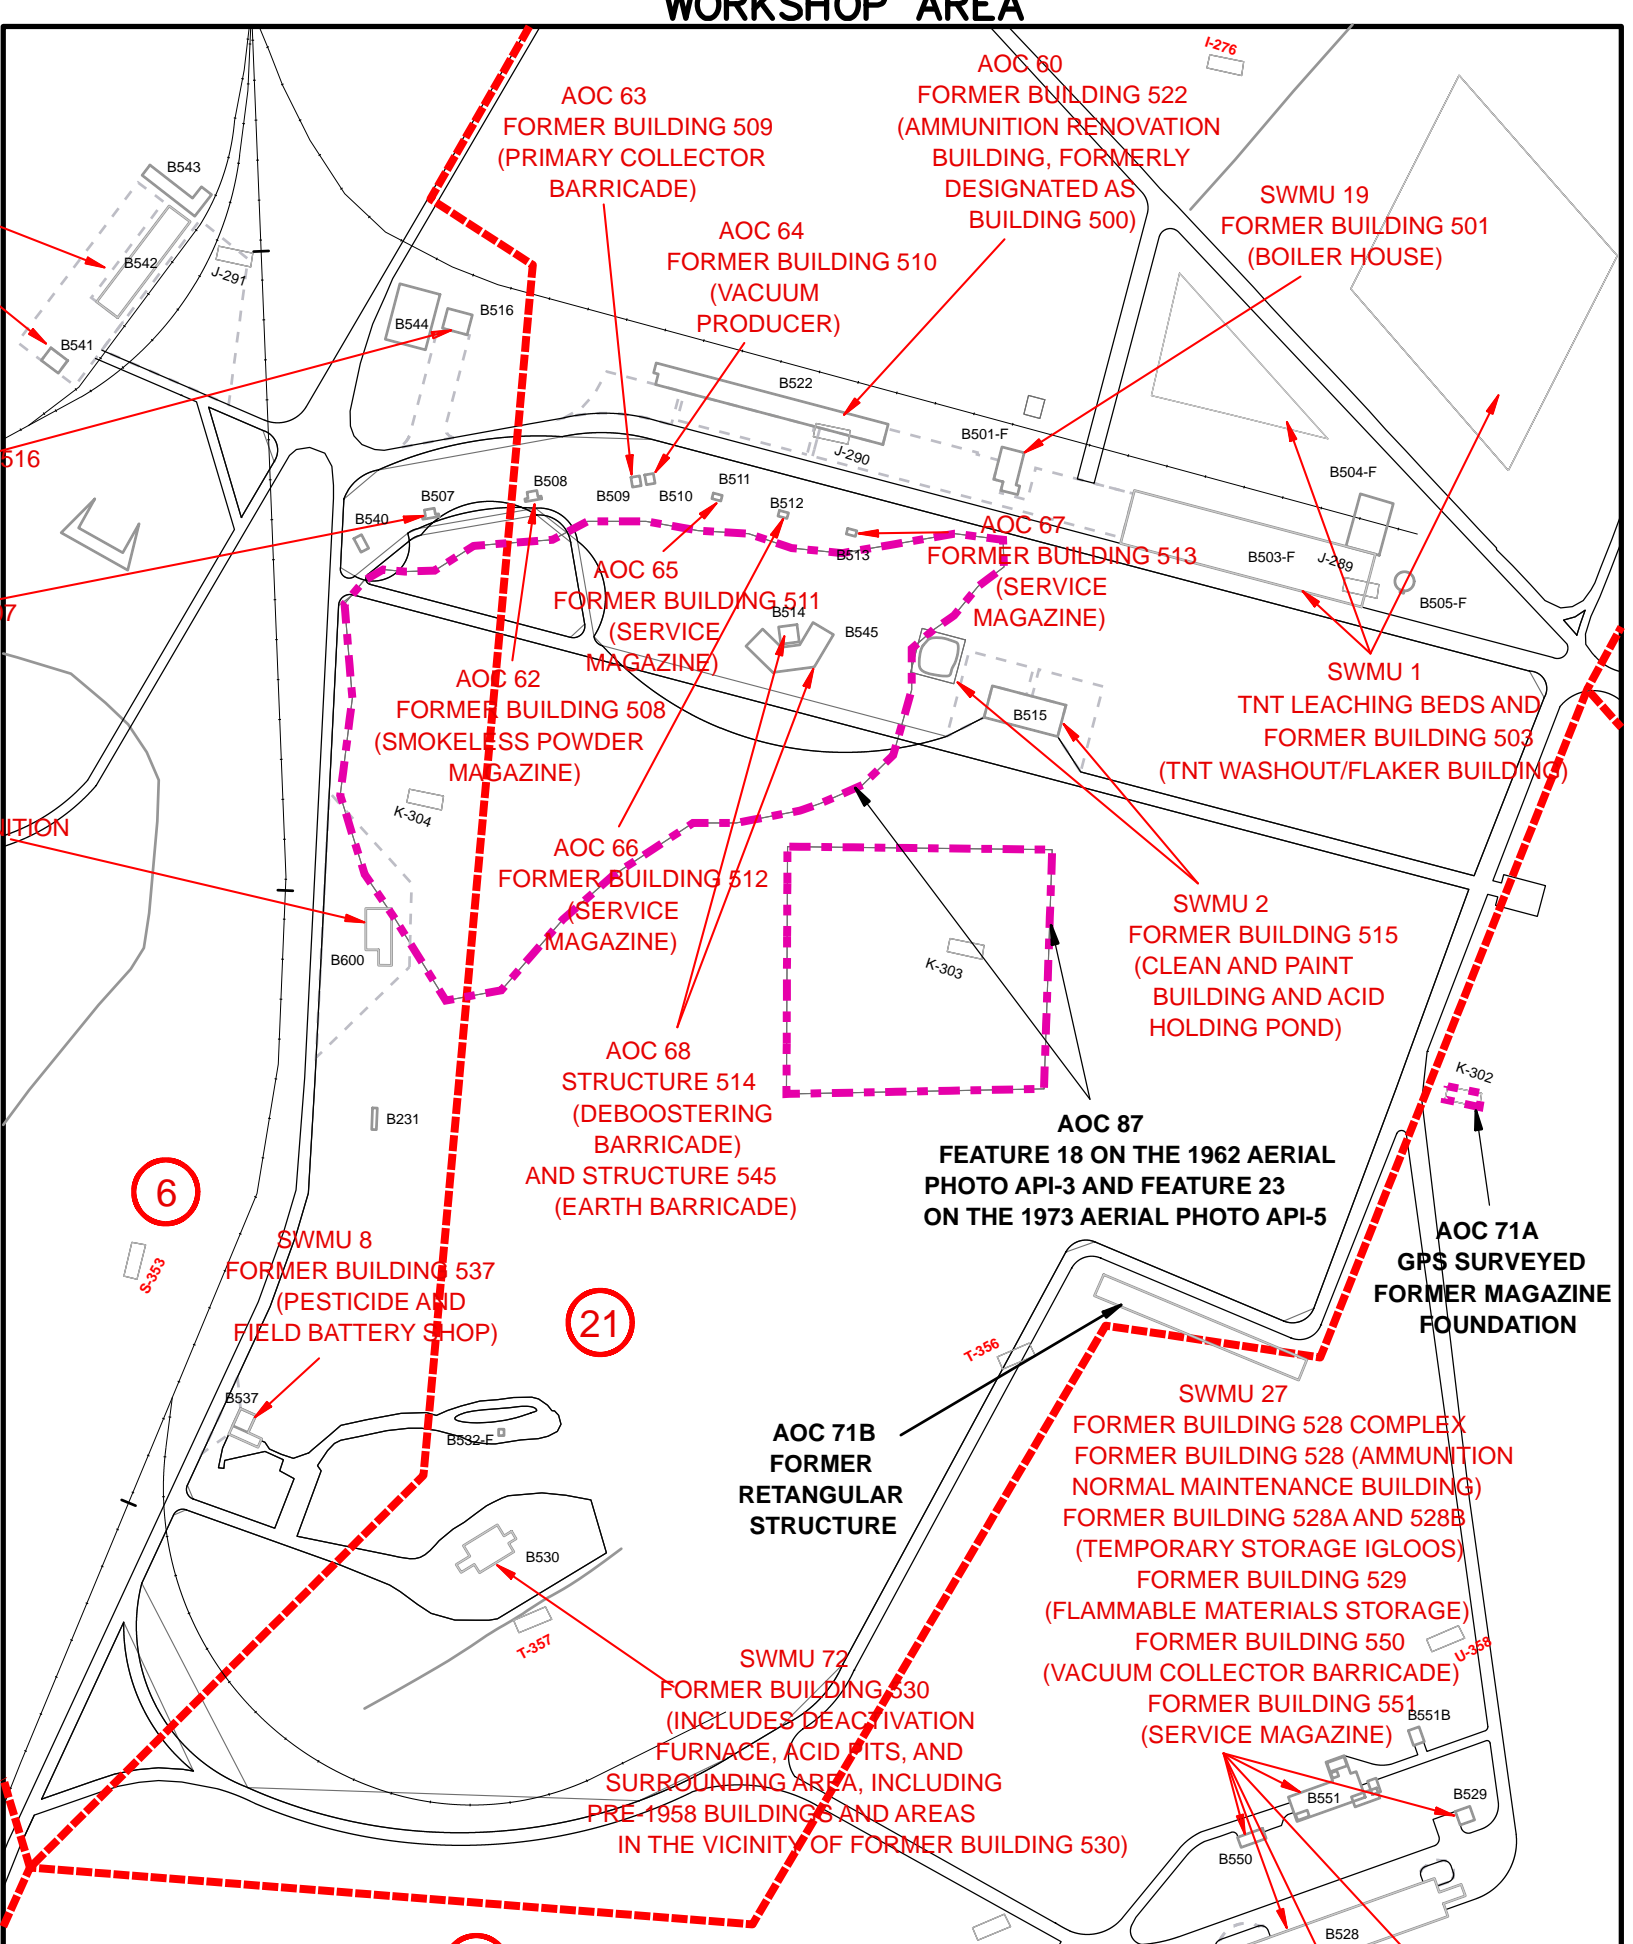 WORKSHOP AREA
I-276
AOC 60
FORMER BUILDING 522
(AMMUNITION RENOVATION
BUILDING, FORMERLY
DESIGNATED AS
BUILDING 500)
AOC 63
FORMER BUILDING 509
(PRIMARY COLLECTOR
BARRICADE)
AOC 64
FORMER BUILDING 510
(VACUUM
PRODUCER)
SWMU 19
FORMER BUILDING 501
(BOILER HOUSE)
B543
B542
J-291
B541
B544
B516
B522
J-290
B501-F
B504-F
B503-F
J-289
B505-F
516
B507
B508
B509
B510
B511
B512
B513
B540
AOC 67
FORMER BUILDING 513
(SERVICE
MAGAZINE)
AOC 65
FORMER BUILDING 511
(SERVICE
MAGAZINE)
B514
B545
07
AOC 62
FORMER BUILDING 508
(SMOKELESS POWDER
MAGAZINE)
B515
SWMU 1
TNT LEACHING BEDS AND
FORMER BUILDING 503
(TNT WASHOUT/FLAKER BUILDING)
K-304
NITION
AOC 66
FORMER BUILDING 512
(SERVICE
MAGAZINE)
B600
K-303
SWMU 2
FORMER BUILDING 515
(CLEAN AND PAINT
BUILDING AND ACID
HOLDING POND)
AOC 68
STRUCTURE 514
(DEBOOSTERING
BARRICADE)
AND STRUCTURE 545
(EARTH BARRICADE)
K-302
B231
AOC 87
FEATURE 18 ON THE 1962 AERIAL
PHOTO API-3 AND FEATURE 23
ON THE 1973 AERIAL PHOTO API-5
6
S-353
AOC 71A
GPS SURVEYED
FORMER MAGAZINE
FOUNDATION
SWMU 8
FORMER BUILDING 537
(PESTICIDE AND
FIELD BATTERY SHOP)
21
T-356
B537
B532-F
AOC 71B
FORMER
RETANGULAR
STRUCTURE
SWMU 27
FORMER BUILDING 528 COMPLEX
FORMER BUILDING 528 (AMMUNITION
NORMAL MAINTENANCE BUILDING)
FORMER BUILDING 528A AND 528B
(TEMPORARY STORAGE IGLOOS)
FORMER BUILDING 529
(FLAMMABLE MATERIALS STORAGE)
FORMER BUILDING 550
(VACUUM COLLECTOR BARRICADE)
FORMER BUILDING 551
(SERVICE MAGAZINE)
B530
T-357
U-358
SWMU 72
FORMER BUILDING 530
(INCLUDES DEACTIVATION
FURNACE, ACID PITS, AND
SURROUNDING AREA, INCLUDING
PRE-1958 BUILDINGS AND AREAS
IN THE VICINITY OF FORMER BUILDING 530)
B551B
B551
B529
B550
B528